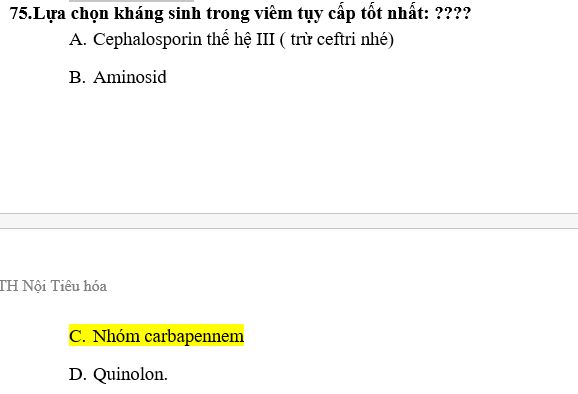 75.Lựa chọn kháng sinh trong viêm tụy cấp tốt nhất: ????
A. Cephalosporin thế hệ III ( trừ ceftri nhé)
B. Aminosid
TH Nội Tiêu hóa
C. Nhóm carbapennem
D. Quinolon.